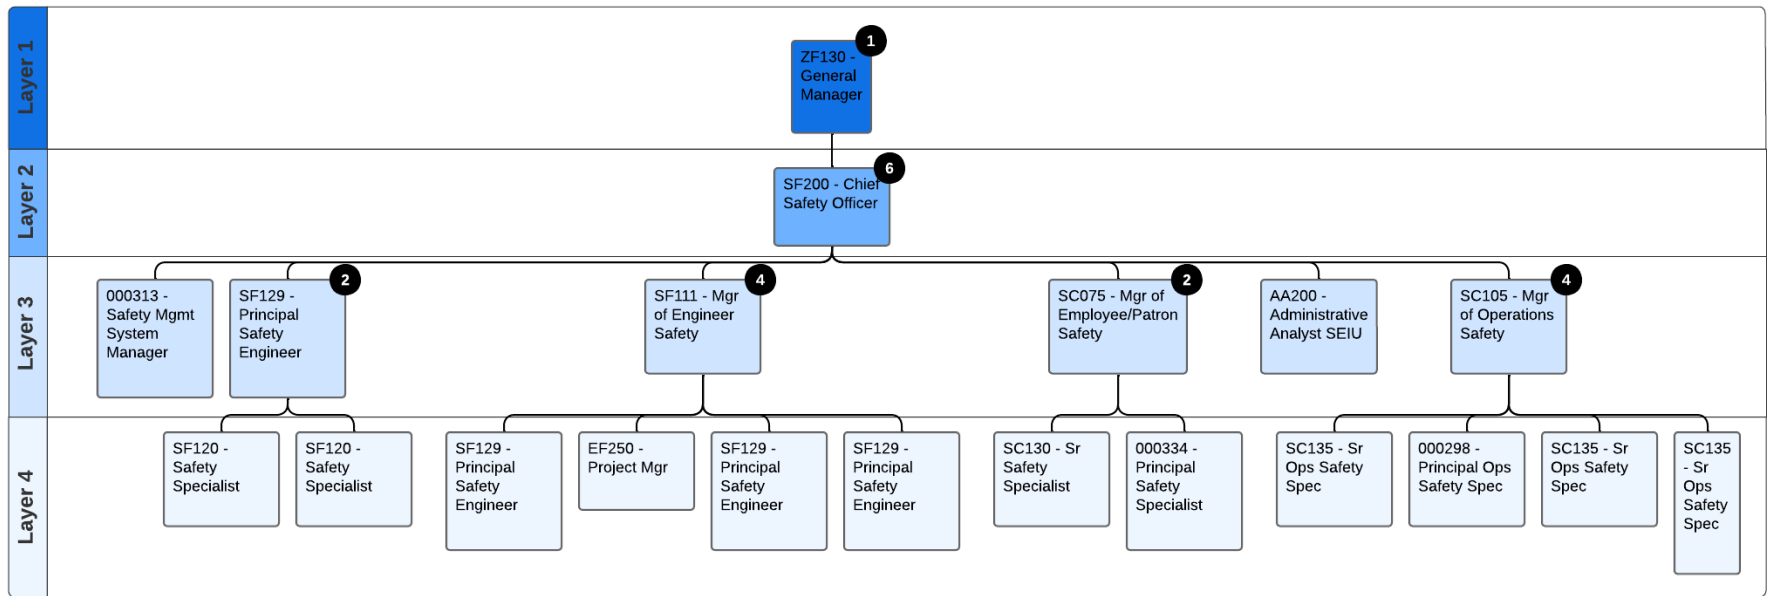 Layer 1
1
ZF130 -
General
Manager
Layer 2
6
SF200 - Chief
Safety Officer
Layer 3
000313 -
Safety Mgmt
System
Manager
2
SF129 -
Principal
Safety
Engineer
4
SF111 - Mgr
of Engineer
Safety
2
SC075 - Mgr of
Employee/Patron
Safety
AA200 -
Administrative
Analyst SEIU
4
SC105 - Mgr
of Operations
Safety
Layer 4
SF120 -
Safety
Specialist
SF120 -
Safety
Specialist
SF129 -
Principal
Safety
Engineer
EF250 -
Project Mgr
SF129 -
Principal
Safety
Engineer
SF129 -
Principal
Safety
Engineer
SC130 - Sr
Safety
Specialist
000334 -
Principal
Safety
Specialist
SC135 - Sr
Ops Safety
Spec
000298 -
Principal Ops
Safety Spec
SC135 - Sr
Ops Safety
Spec
SC135
- Sr
Ops
Safety
Spec